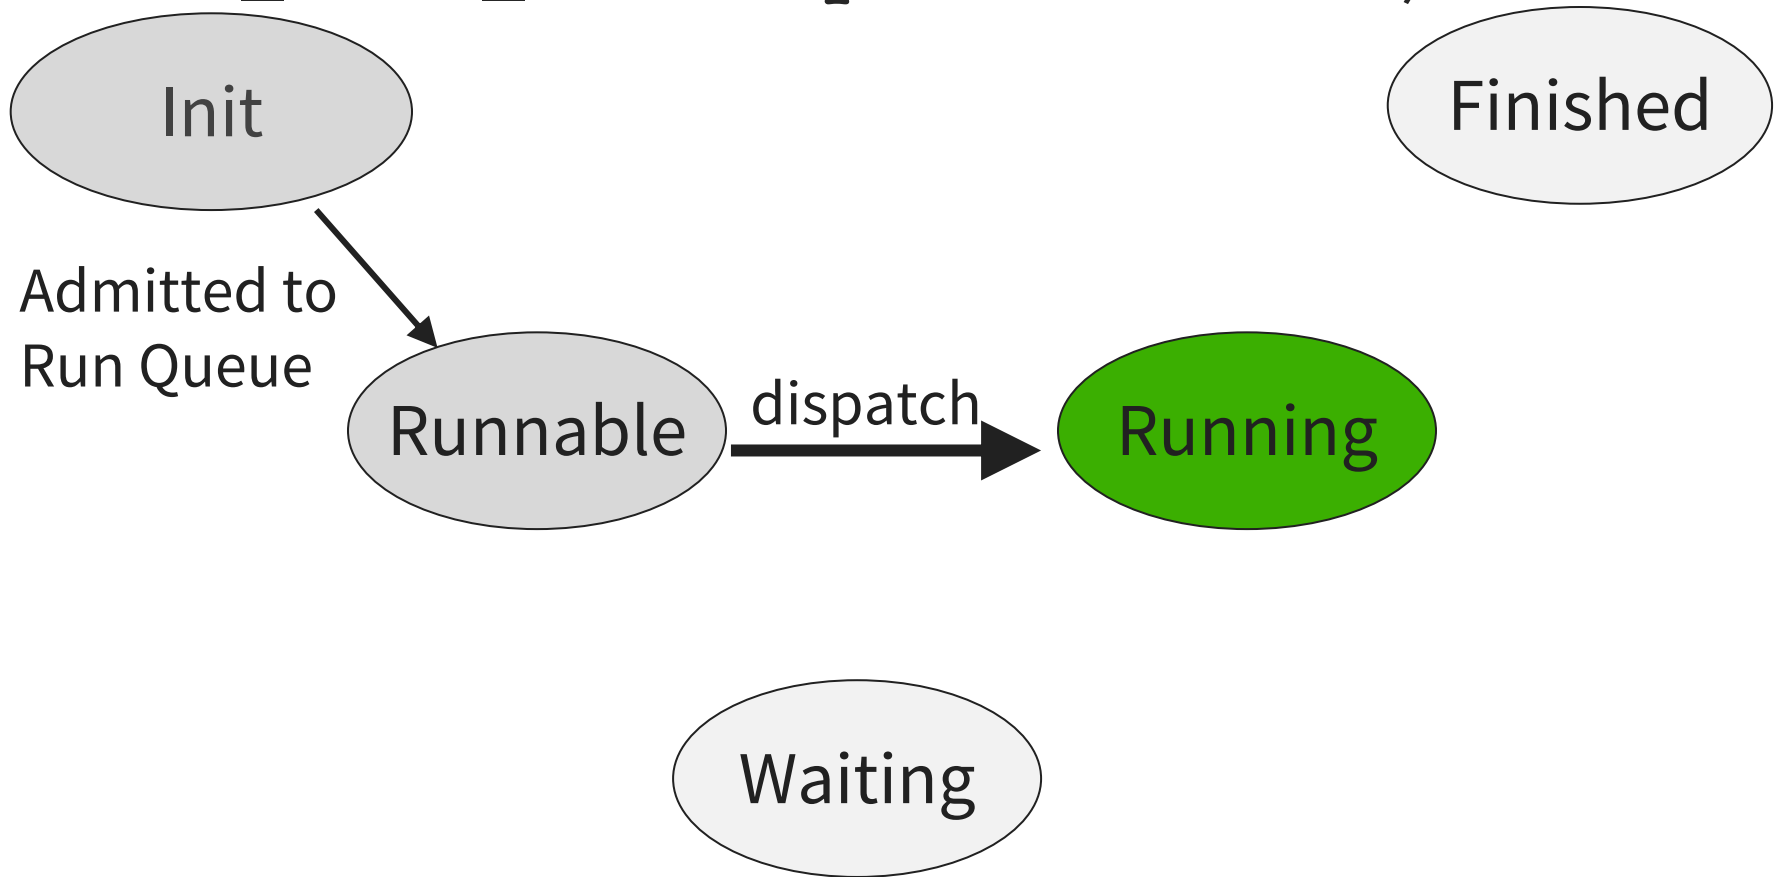 Init
Finished
Admitted to
Run Queue
dispatch
Runnable
Running
Waiting